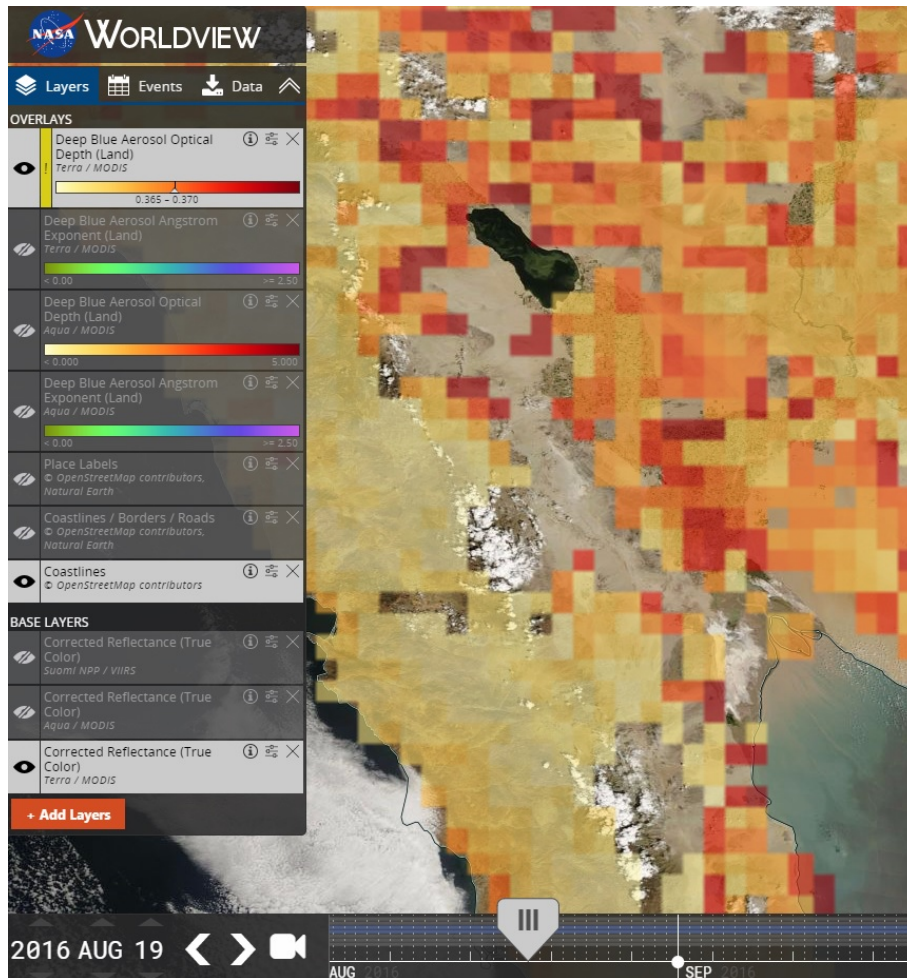 NASA WORLDVIEW
Layers Events Data
OVERLAYS
Deep Blue Aerosol Optical
Depth (Land)
Terra / MODIS
0.365 – 0.370
Deep Blue Aerosol Angstrom
Exponent (Land)
Terra / MODIS
< 0.00 >= 2.50
Deep Blue Aerosol Optical
Depth (Land)
Aqua / MODIS
< 0.000 5.000
Deep Blue Aerosol Angstrom
Exponent (Land)
Aqua / MODIS
< 0.00 >= 2.50
Place Labels
© OpenStreetMap contributors,
Natural Earth
Coastlines / Borders / Roads
© OpenStreetMap contributors,
Natural Earth
Coastlines
© OpenStreetMap contributors
BASE LAYERS
Corrected Reflectance (True
Color)
Suomi NPP / VIIRS
Corrected Reflectance (True
Color)
Aqua / MODIS
Corrected Reflectance (True
Color)
Terra / MODIS
+ Add Layers
2016 AUG 19
AUG 2016 SEP 2016